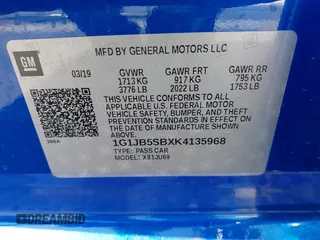 GM
MFD BY GENERAL MOTORS LLC
03/19 GVWR GAWR FRT GAWR RR
1713 KG 917 KG 795 KG
3776 LB 2022 LB 1753 LB
THIS VEHICLE CONFORMS TO ALL
APPLICABLE U.S. FEDERAL MOTOR
VEHICLE SAFETY, BUMPER, AND
THEFT PREVENTION STANDARDS IN
EFFECT ON THE DATE OF
MANUFACTURE SHOWN ABOVE.
1G1JB5SBXK4135968
TYPE: PASS CAR
MODEL: X81JU69
© DREAMBID